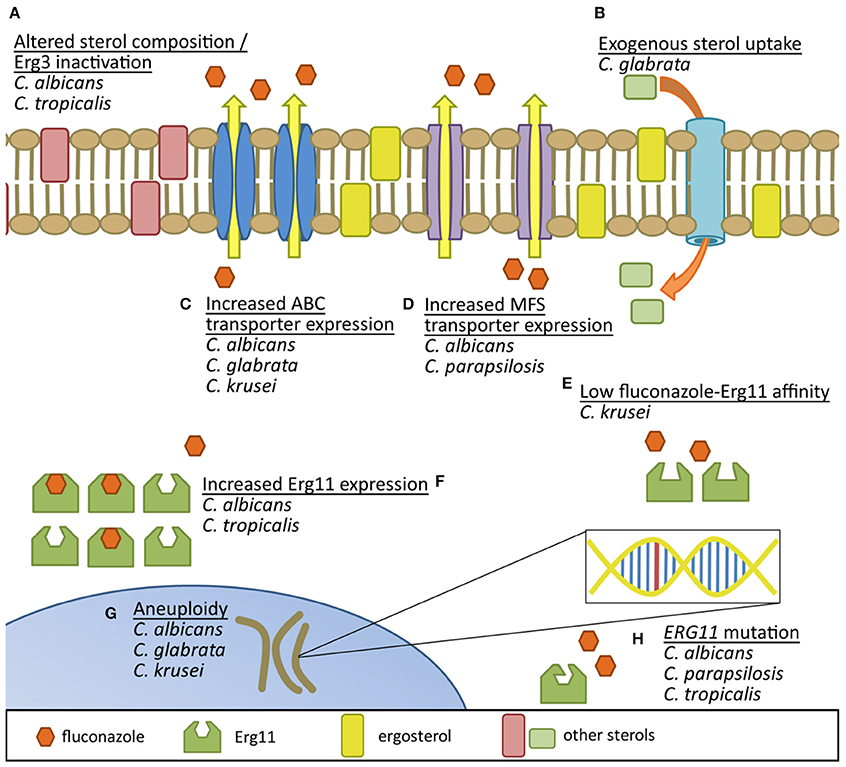 A
Altered sterol composition /
Erg3 inactivation
C. albicans
C. tropicalis
B
Exogenous sterol uptake
C. glabrata
C
Increased ABC
transporter expression
C. albicans
C. glabrata
C. krusei
D
Increased MFS
transporter expression
C. albicans
C. parapsilosis
E
Low fluconazole-Erg11 affinity
C. krusei
Increased Erg11 expression
F
C. albicans
C. tropicalis
G
Aneuploidy
C. albicans
C. glabrata
C. krusei
H
ERG11 mutation
C. albicans
C. parapsilosis
C. tropicalis
fluconazole
Erg11
ergosterol
other sterols